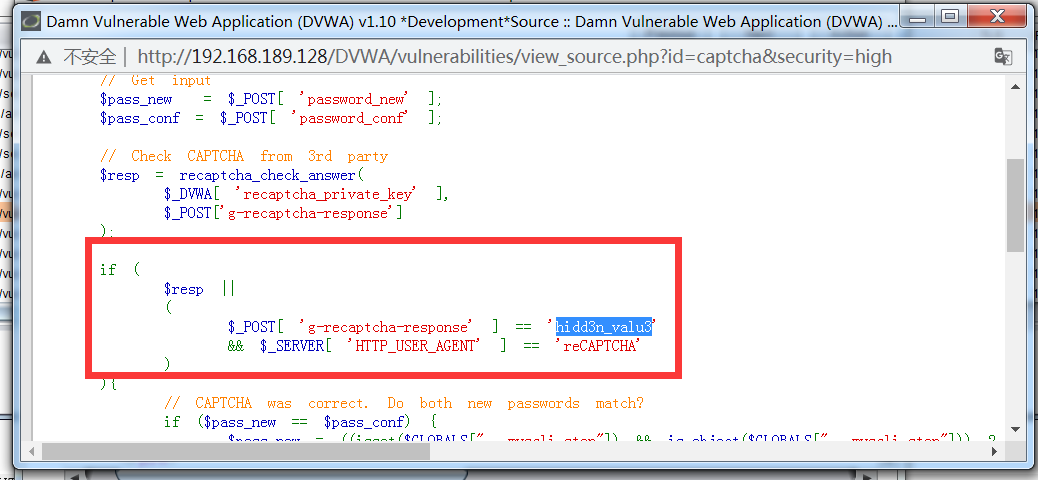 Damn Vulnerable Web Application (DVWA) v1.10 *Development*Source :: Damn Vulnerable Web Application (DVWA) ...
不安全 | http://192.168.189.128/DVWA/vulnerabilities/view_source.php?id=captcha&security=high
// Get input
$pass_new = $_POST[ 'password_new' ];
$pass_conf = $_POST[ 'password_conf' ];
// Check CAPTCHA from 3rd party
$resp = recaptcha_check_answer(
$_DVWA[ 'recaptcha_private_key' ],
$_POST['g-recaptcha-response']
);
if (
$resp ||
(
$_POST[ 'g-recaptcha-response' ] == 'hidd3n_valu3'
&& $_SERVER[ 'HTTP_USER_AGENT' ] == 'reCAPTCHA'
)
){
// CAPTCHA was correct. Do both new passwords match?
if ($pass_new == $pass_conf) {